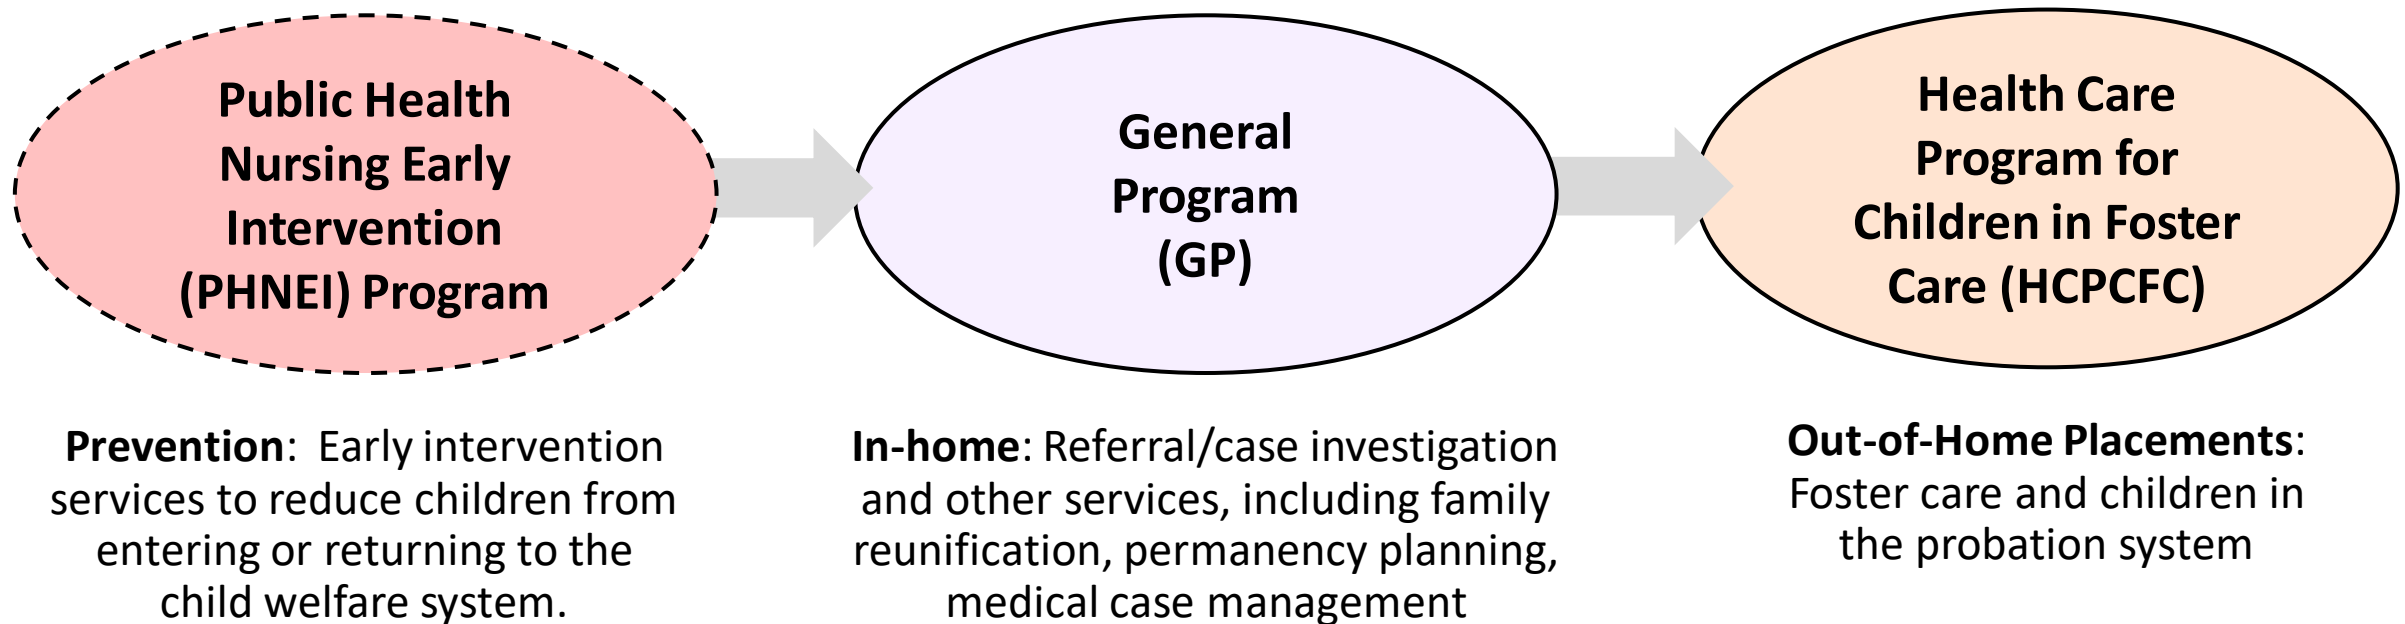 Public Health
Nursing Early
Intervention
(PHNEI) Program
General
Program
(GP)
Health Care
Program for
Children in Foster
Care (HCPCFC)
Prevention:  Early intervention
services to reduce children from
entering or returning to the
child welfare system.
In-home: Referral/case investigation
and other services, including family
reunification, permanency planning,
medical case management
Out-of-Home Placements:
Foster care and children in
the probation system